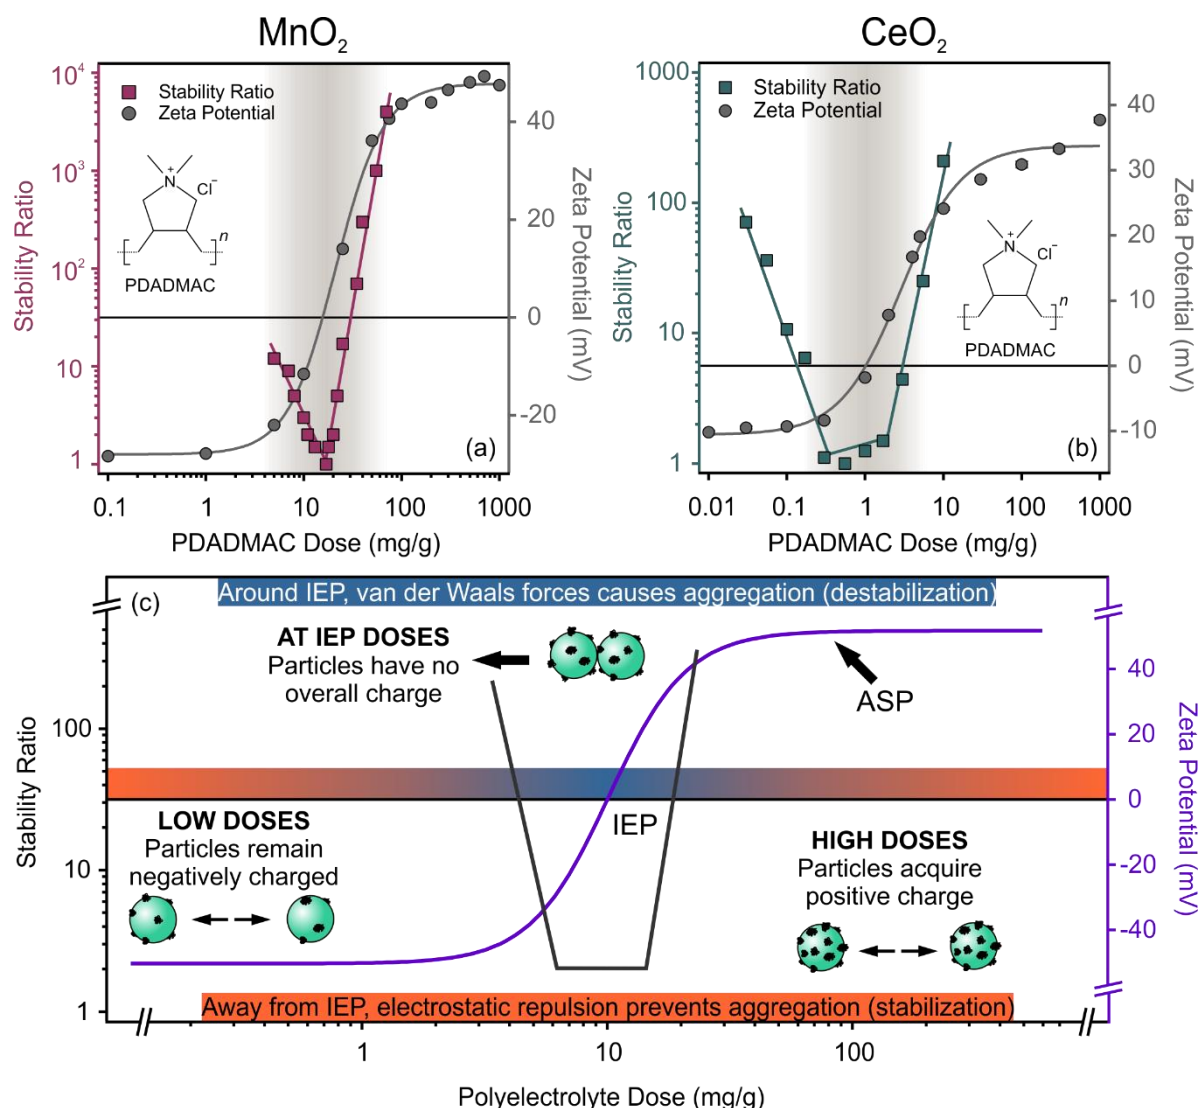 MnO₂
CeO₂
10⁴
10³
10²
10
1
Stability Ratio
Stability Ratio
Zeta Potential
N
+
Cl⁻
n
PDADMAC
40
20
0
-20
Zeta Potential (mV)
(a)
0.1
1
10
100
1000
PDADMAC Dose (mg/g)
1000
100
10
1
Stability Ratio
Stability Ratio
Zeta Potential
N
+
Cl⁻
n
PDADMAC
40
30
20
10
0
-10
Zeta Potential (mV)
(b)
0.01
0.1
1
10
100
1000
PDADMAC Dose (mg/g)
(c)
Around IEP, van der Waals forces causes aggregation (destabilization)
AT IEP DOSES
Particles have no
overall charge
ASP
IEP
LOW DOSES
Particles remain
negatively charged
HIGH DOSES
Particles acquire
positive charge
Away from IEP, electrostatic repulsion prevents aggregation (stabilization)
100
10
1
Stability Ratio
40
20
0
-20
-40
Zeta Potential (mV)
1
10
100
Polyelectrolyte Dose (mg/g)